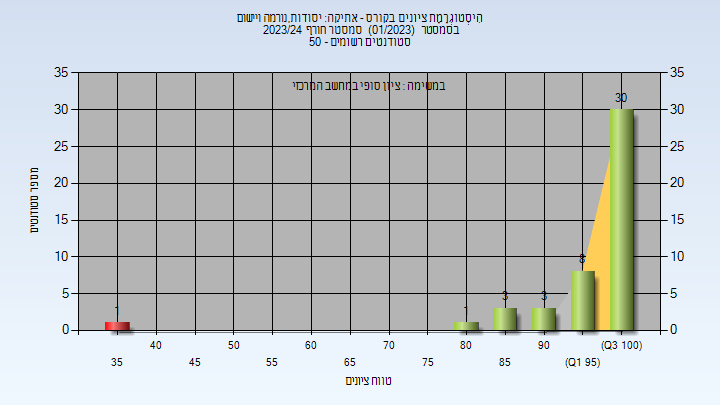 היסטוגרמת ציונים בקורס - אתיקה: יסודות,נורמה ויישום
בסמסטר (01/2023) סמסטר חורף 2023/24
סטודנטים רשומים - 50
במשימה : ציון סופי במחשב המרכזי
מספר סטודנטים
35 35
30 30
25 25
20 20
15 15
10 10
5 5
0 0
1 1 3 3 8 30
40 50 60 70 80 90 (Q3 100)
35 45 55 65 75 85 (Q1 95)
טווח ציונים